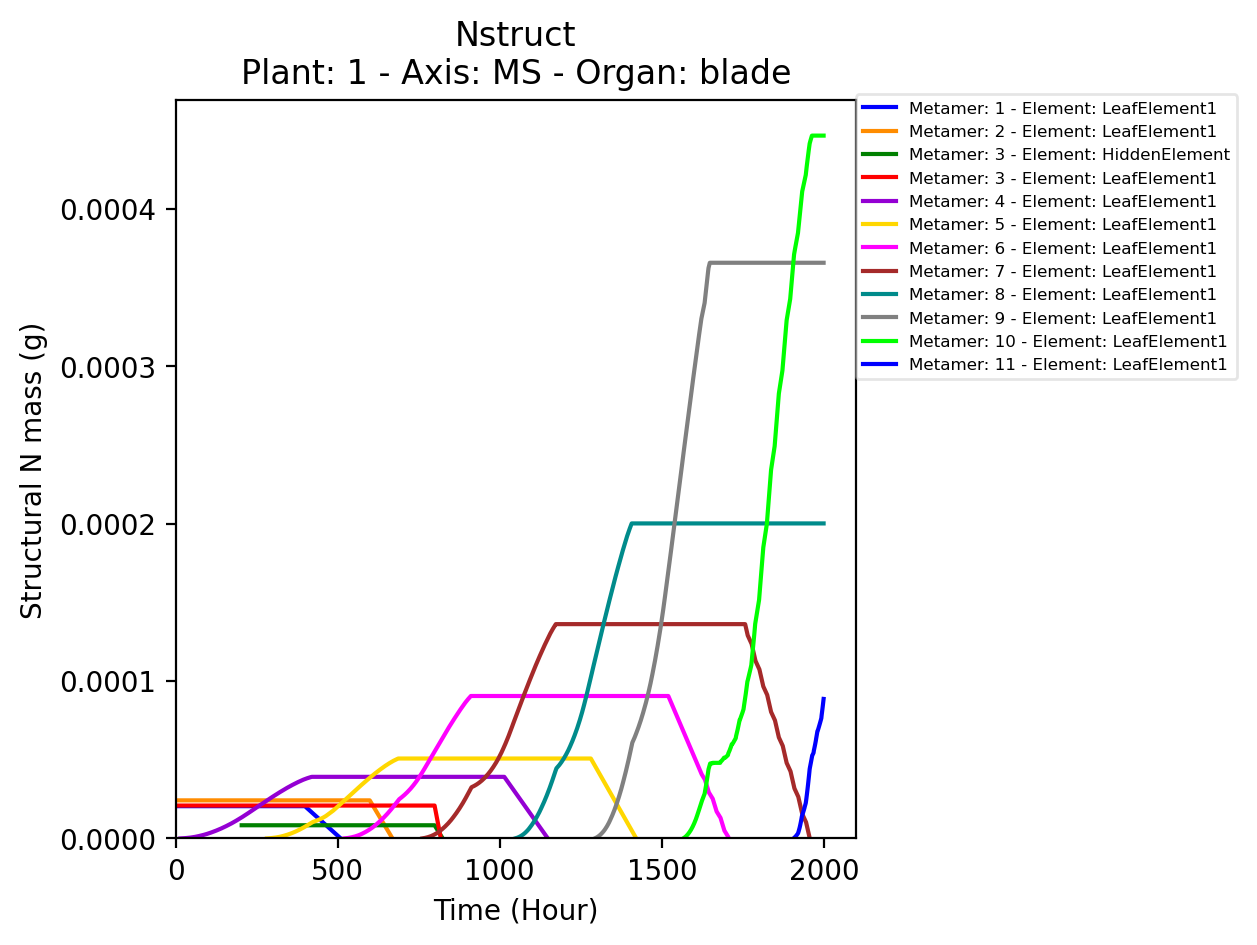 Nstruct
Plant: 1 - Axis: MS - Organ: blade
Metamer: 1 - Element: LeafElement1
Metamer: 2 - Element: LeafElement1
Metamer: 3 - Element: HiddenElement
Metamer: 3 - Element: LeafElement1
Metamer: 4 - Element: LeafElement1
Metamer: 5 - Element: LeafElement1
Metamer: 6 - Element: LeafElement1
Metamer: 7 - Element: LeafElement1
Metamer: 8 - Element: LeafElement1
Metamer: 9 - Element: LeafElement1
Metamer: 10 - Element: LeafElement1
Metamer: 11 - Element: LeafElement1
Structural N mass (g)
0.0004
0.0003
0.0002
0.0001
0.0000
0 500 1000 1500 2000
Time (Hour)